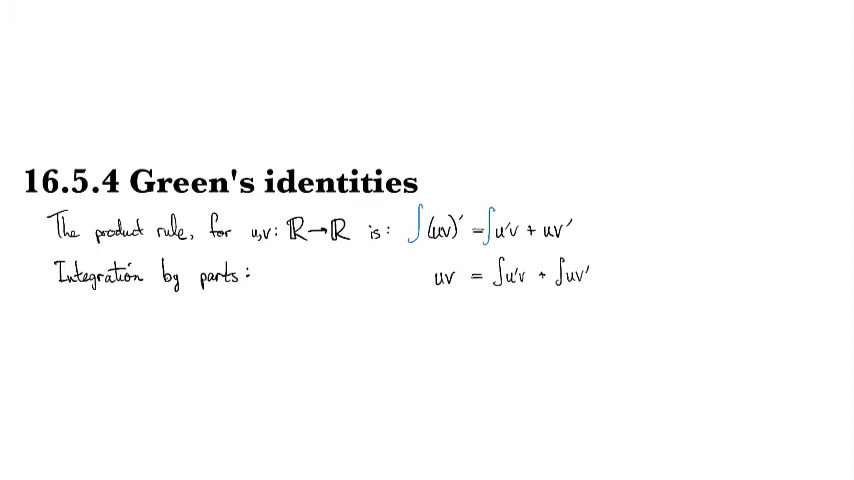 16.5.4 Green's identities
The product rule, for u,v: ℝ→ℝ is: ∫(uv)' = ∫u'v + uv'
Integration by parts: uv = ∫u'v + ∫uv'